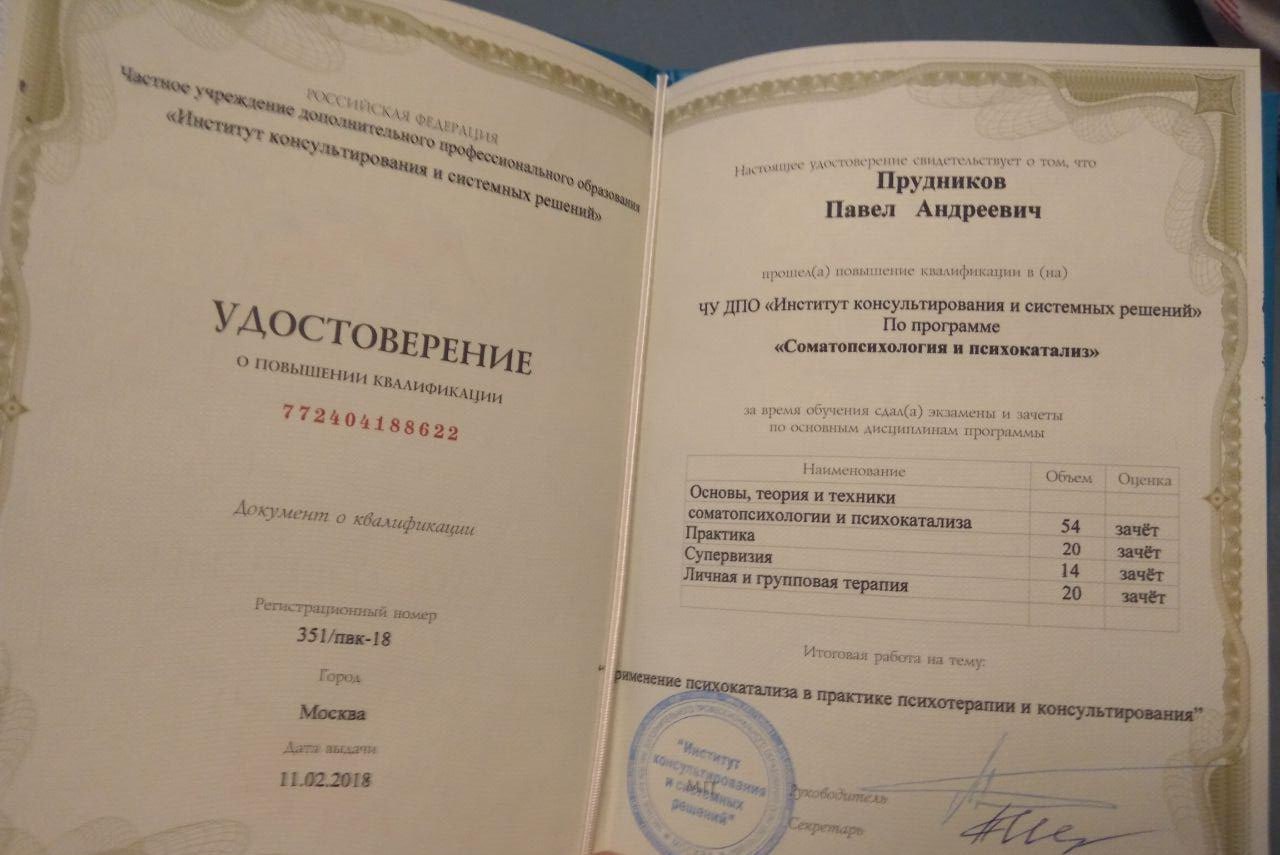 РОССИЙСКАЯ ФЕДЕРАЦИЯ
Частное учреждение дополнительного профессионального образования
«Институт консультирования и системных решений»
УДОСТОВЕРЕНИЕ
О ПОВЫШЕНИИ КВАЛИФИКАЦИИ
772404188622
Документ о квалификации
Регистрационный номер
351/пвк-18
Город
Москва
Дата выдачи
11.02.2018
Настоящее удостоверение свидетельствует о том, что
Прудников
Павел Андреевич
прошел(а) повышение квалификации в (на)
ЧУ ДПО «Институт консультирования и системных решений»
По программе
«Соматопсихология и психокатализ»
за время обучения сдал(а) экзамены и зачеты
по основным дисциплинам программы
Наименование Объем Оценка
Основы, теория и техники
соматопсихологии и психокатализа 54 зачёт
Практика 20 зачёт
Супервизия 14 зачёт
Личная и групповая терапия 20 зачёт
Итоговая работа на тему:
"рименение психокатализа в практике психотерапии и консультирования"
"Институт
консультирования
и системных
решений"
М.П.
Руководитель
Секретарь